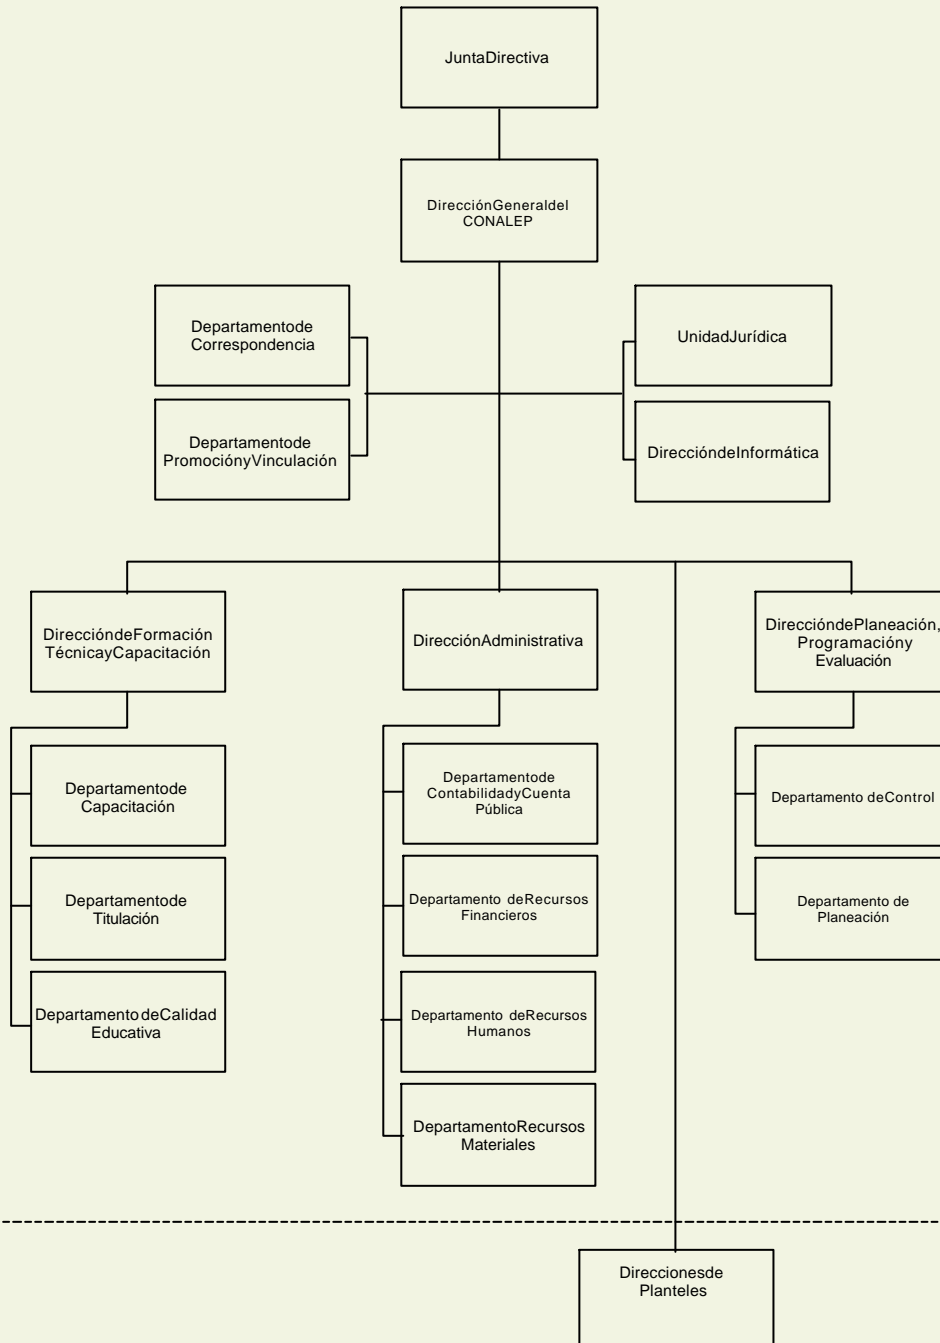 JuntaDirectiva
DirecciónGeneraldel
CONALEP
Departamentode
Correspondencia
UnidadJurídica
Departamentode
PromociónyVinculación
DireccióndeInformática
DireccióndeFormación
TécnicayCapacitación
DirecciónAdministrativa
DireccióndePlaneación,
Programacióny
Evaluación
Departamentode
Capacitación
Departamentode
ContabilidadyCuenta
Pública
Departamento deControl
Departamentode
Titulación
Departamento deRecursos
Financieros
Departamento de
Planeación
Departamento deCalidad
Educativa
Departamento deRecursos
Humanos
DepartamentoRecursos
Materiales
Direccionesde
Planteles